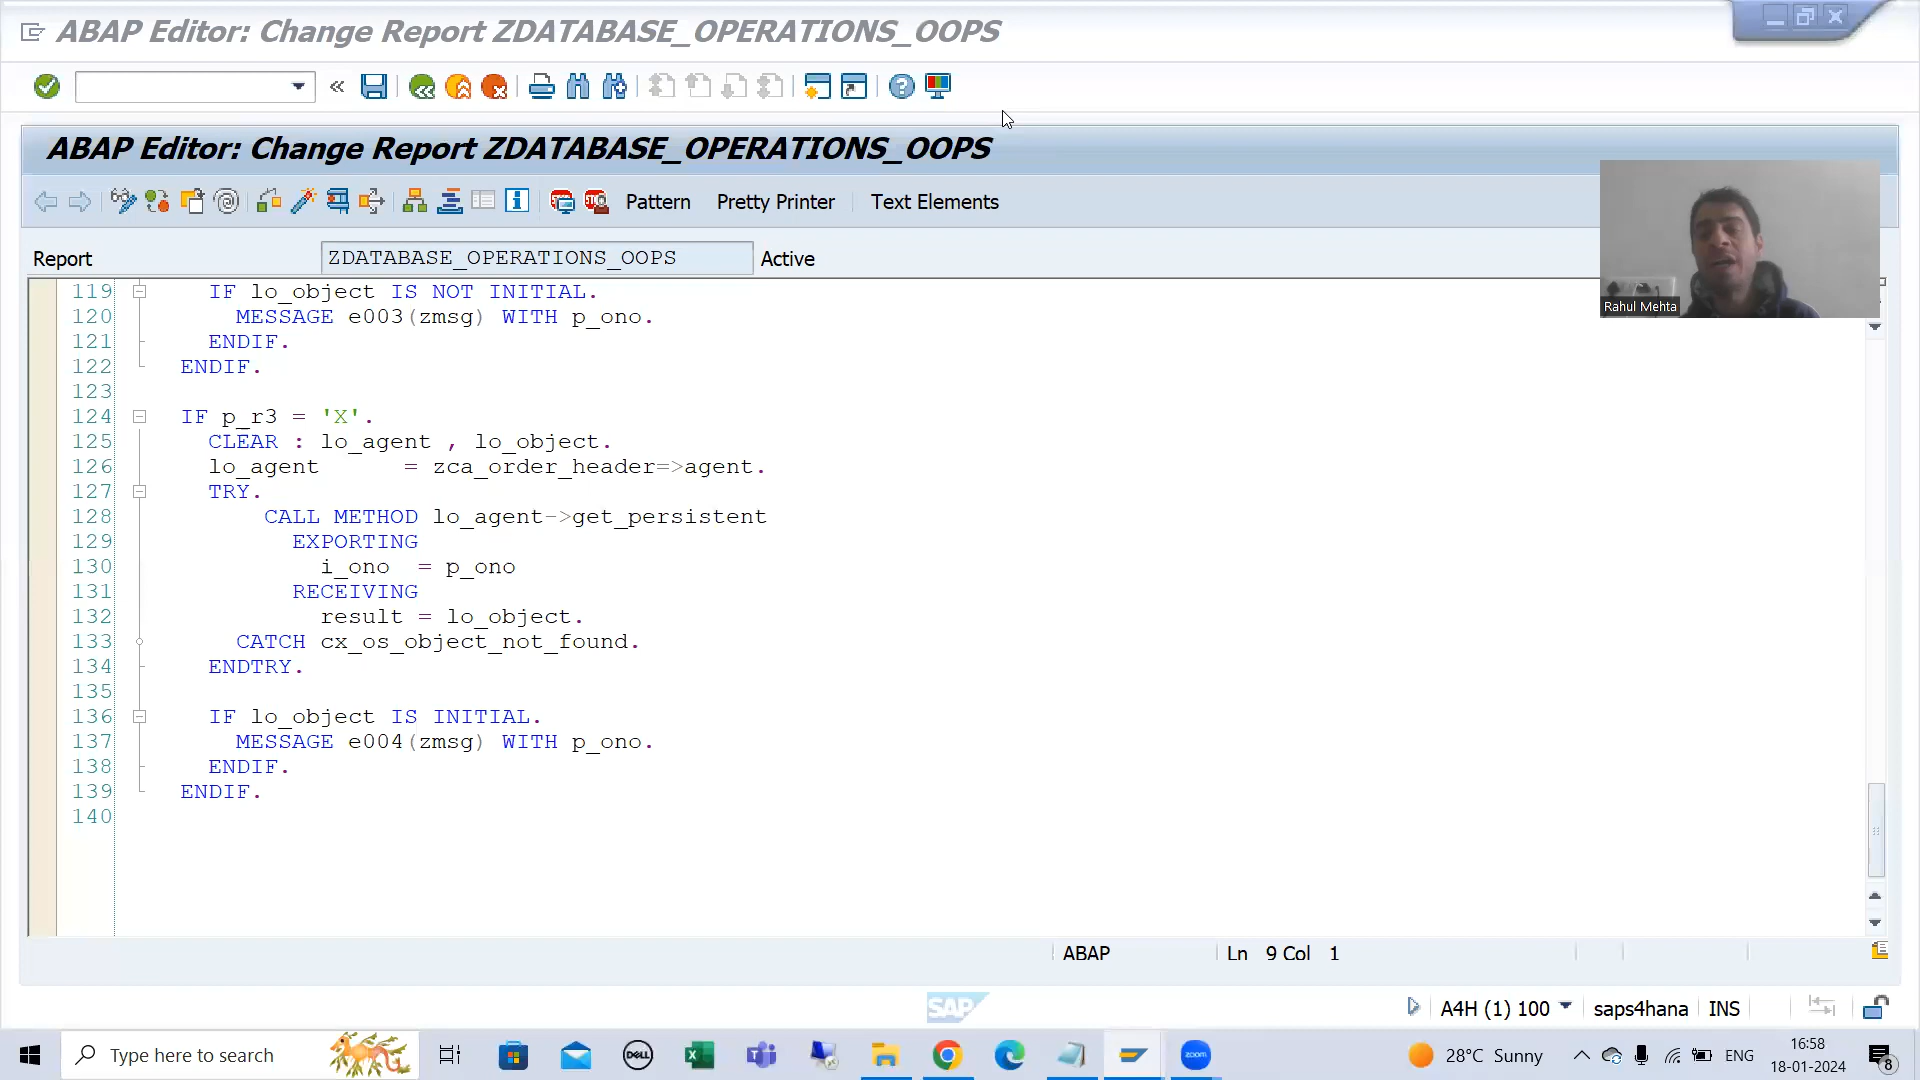 ABAP Editor: Change Report ZDATABASE_OPERATIONS_OOPS
ABAP Editor: Change Report ZDATABASE_OPERATIONS_OOPS
Pattern Pretty Printer Text Elements
Report ZDATABASE_OPERATIONS_OOPS Active
Rahul Mehta
119 IF lo_object IS NOT INITIAL.
120 MESSAGE e003(zmsg) WITH p_ono.
121 ENDIF.
122 ENDIF.
123
124 IF p_r3 = 'X'.
125 CLEAR : lo_agent , lo_object.
126 lo_agent = zca_order_header=>agent.
127 TRY.
128 CALL METHOD lo_agent->get_persistent
129 EXPORTING
130 i_ono = p_ono
131 RECEIVING
132 result = lo_object.
133 CATCH cx_os_object_not_found.
134 ENDTRY.
135
136 IF lo_object IS INITIAL.
137 MESSAGE e004(zmsg) WITH p_ono.
138 ENDIF.
139 ENDIF.
140
ABAP Ln 9 Col 1
SAP A4H (1) 100 saps4hana INS
Type here to search DELL zoom 28°C Sunny ENG 16:58
18-01-2024 8